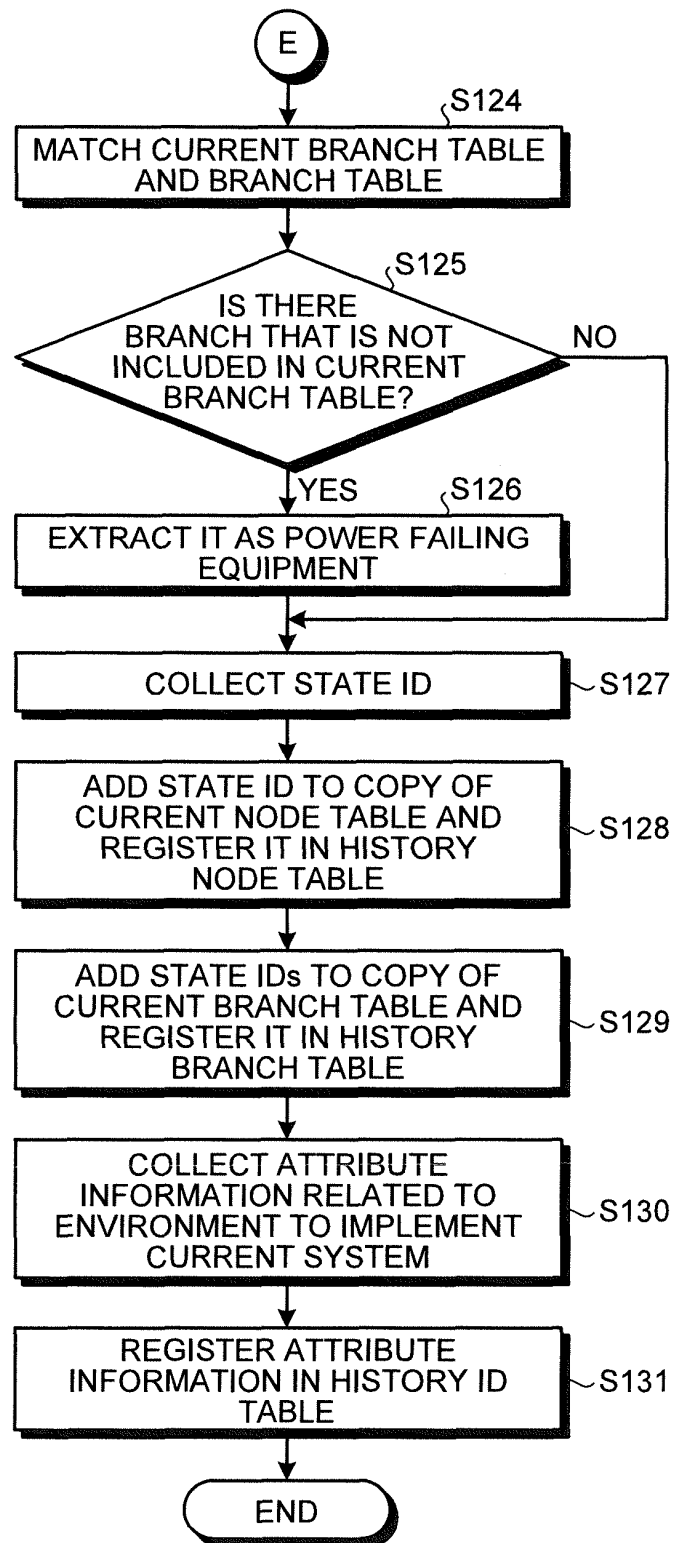 E
S124
MATCH CURRENT BRANCH TABLE
AND BRANCH TABLE
S125
IS THERE
BRANCH THAT IS NOT
INCLUDED IN CURRENT
BRANCH TABLE?
NO
YES
S126
EXTRACT IT AS POWER FAILING
EQUIPMENT
COLLECT STATE ID
S127
ADD STATE ID TO COPY OF
CURRENT NODE TABLE AND
REGISTER IT IN HISTORY
NODE TABLE
S128
ADD STATE IDs TO COPY OF
CURRENT BRANCH TABLE AND
REGISTER IT IN HISTORY
BRANCH TABLE
S129
COLLECT ATTRIBUTE
INFORMATION RELATED TO
ENVIRONMENT TO IMPLEMENT
CURRENT SYSTEM
S130
REGISTER ATTRIBUTE
INFORMATION IN HISTORY ID
TABLE
S131
END